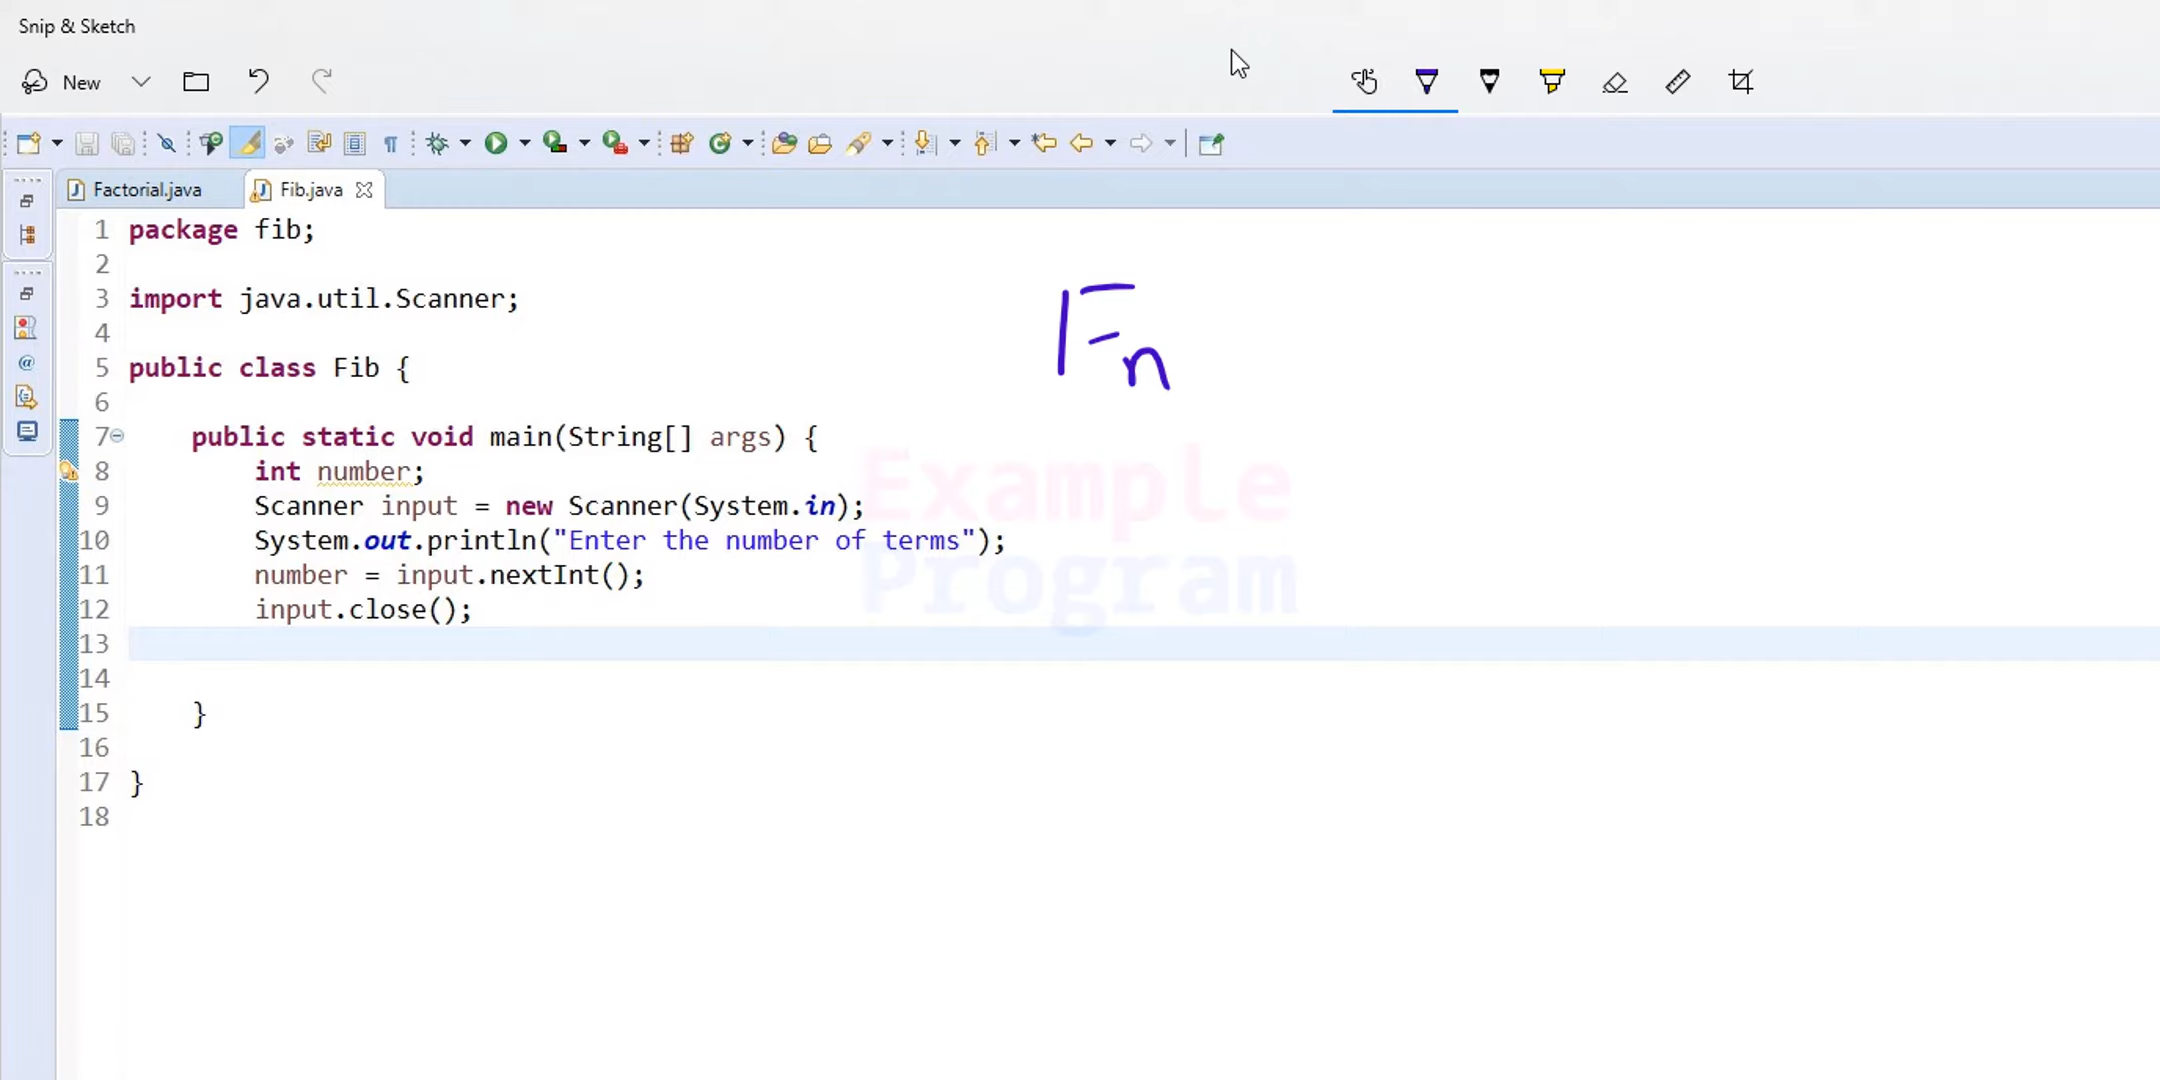 Snip & Sketch
New
Factorial.java
Fib.java
1 package fib;
2
3 import java.util.Scanner;
4
5 public class Fib {
6
7 public static void main(String[] args) {
8 int number;
9 Scanner input = new Scanner(System.in);
10 System.out.println("Enter the number of terms");
11 number = input.nextInt();
12 input.close();
13
14
15 }
16
17 }
18
Fn
Example
Program